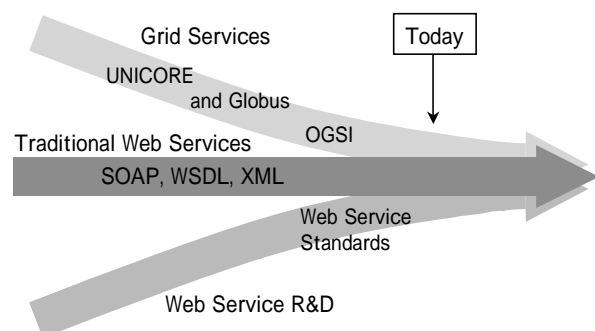 Grid Services
Today
UNICORE
and Globus
OGSI
Traditional Web Services
SOAP, WSDL, XML
Web Service
Standards
Web Service R&D